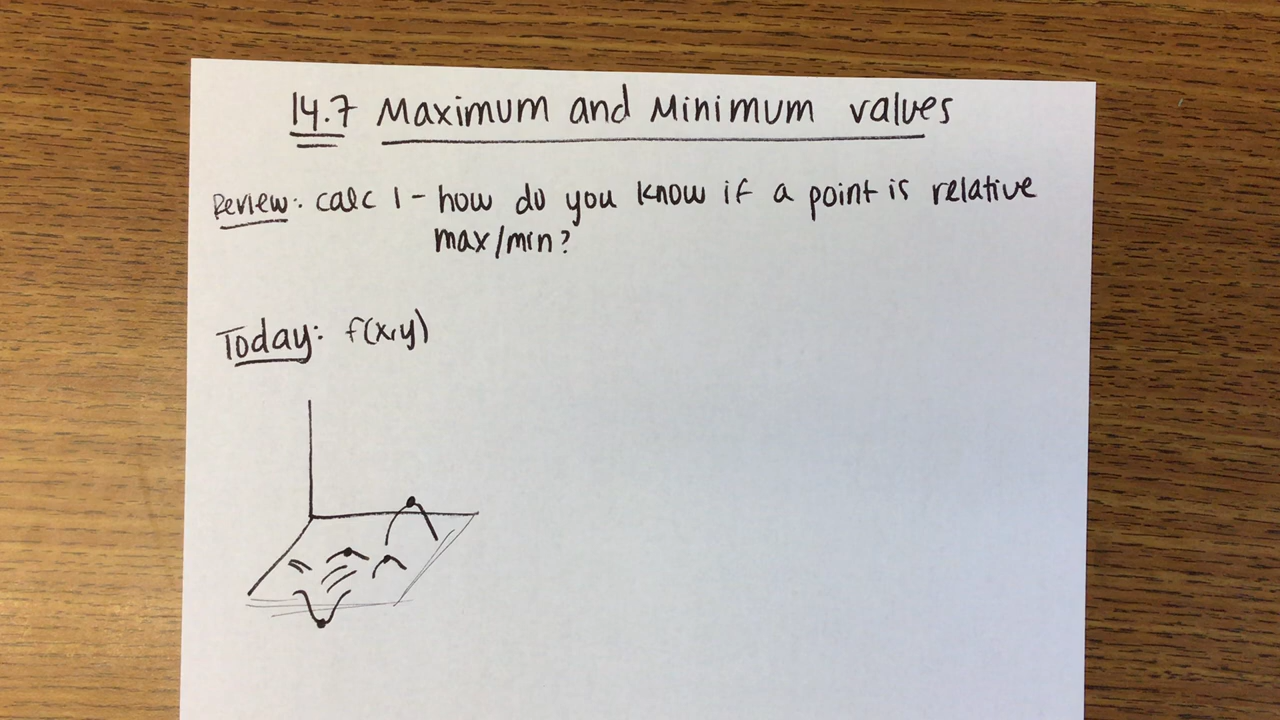 14.7 Maximum and Minimum values
Review: calc 1 - how do you know if a point is relative
max/min?
Today: f(x,y)